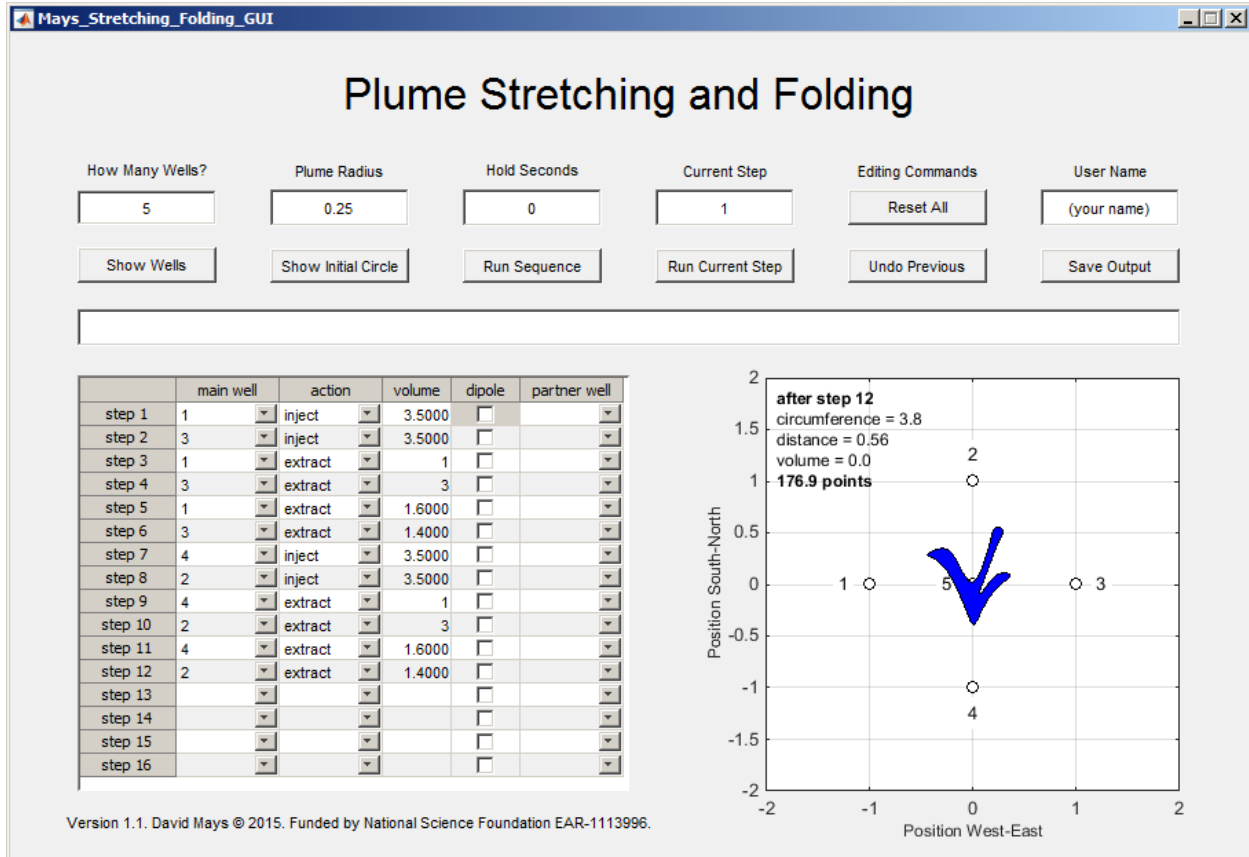 Mays_Stretching_Folding_GUI
Plume Stretching and Folding
How Many Wells? Plume Radius Hold Seconds Current Step Editing Commands User Name
5 0.25 0 1 Reset All (your name)
Show Wells Show Initial Circle Run Sequence Run Current Step Undo Previous Save Output
main well action volume dipole partner well
step 1 1 inject 3.5000
step 2 3 inject 3.5000
step 3 1 extract 1
step 4 3 extract 3
step 5 1 extract 1.6000
step 6 3 extract 1.4000
step 7 4 inject 3.5000
step 8 2 inject 3.5000
step 9 4 extract 1
step 10 2 extract 3
step 11 4 extract 1.6000
step 12 2 extract 1.4000
step 13
step 14
step 15
step 16
Version 1.1. David Mays © 2015. Funded by National Science Foundation EAR-1113996.
after step 12
circumference = 3.8
distance = 0.56
volume = 0.0
176.9 points
2
1.5
1
0.5
0
-0.5
-1
-1.5
-2
Position South-North
2
1 5 3
4
-2 -1 0 1 2
Position West-East